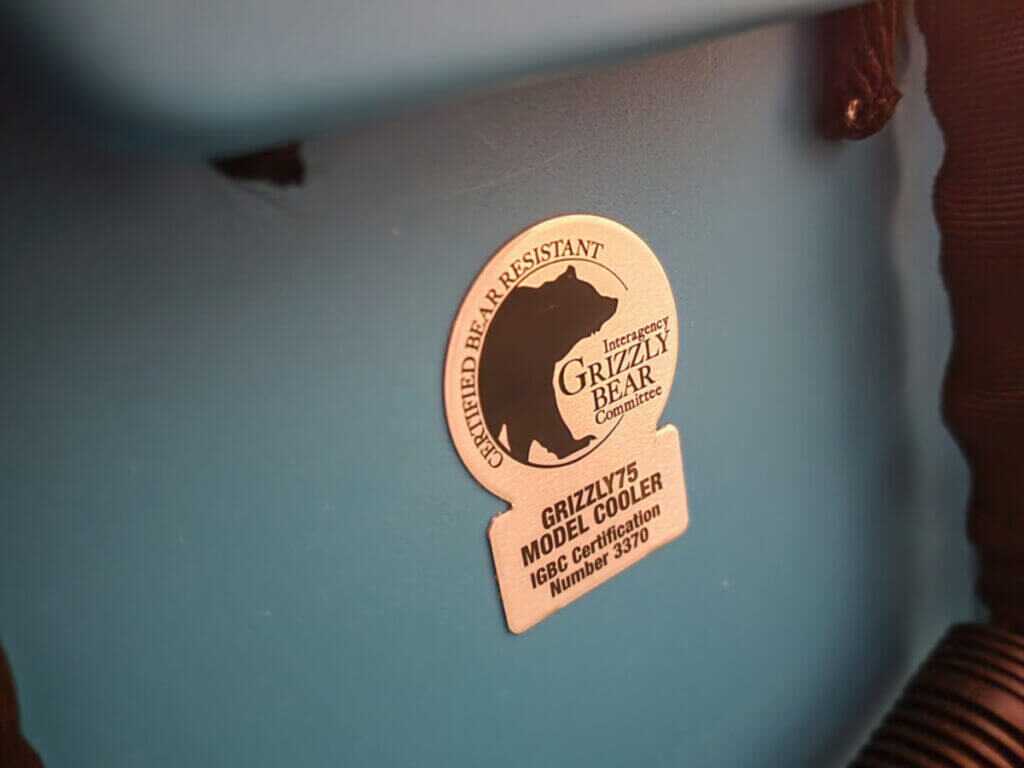 CERTIFIED BEAR RESISTANT
Interagency
GRIZZLY
BEAR
Committee
GRIZZLY75
MODEL COOLER
IGBC Certification
Number 3370